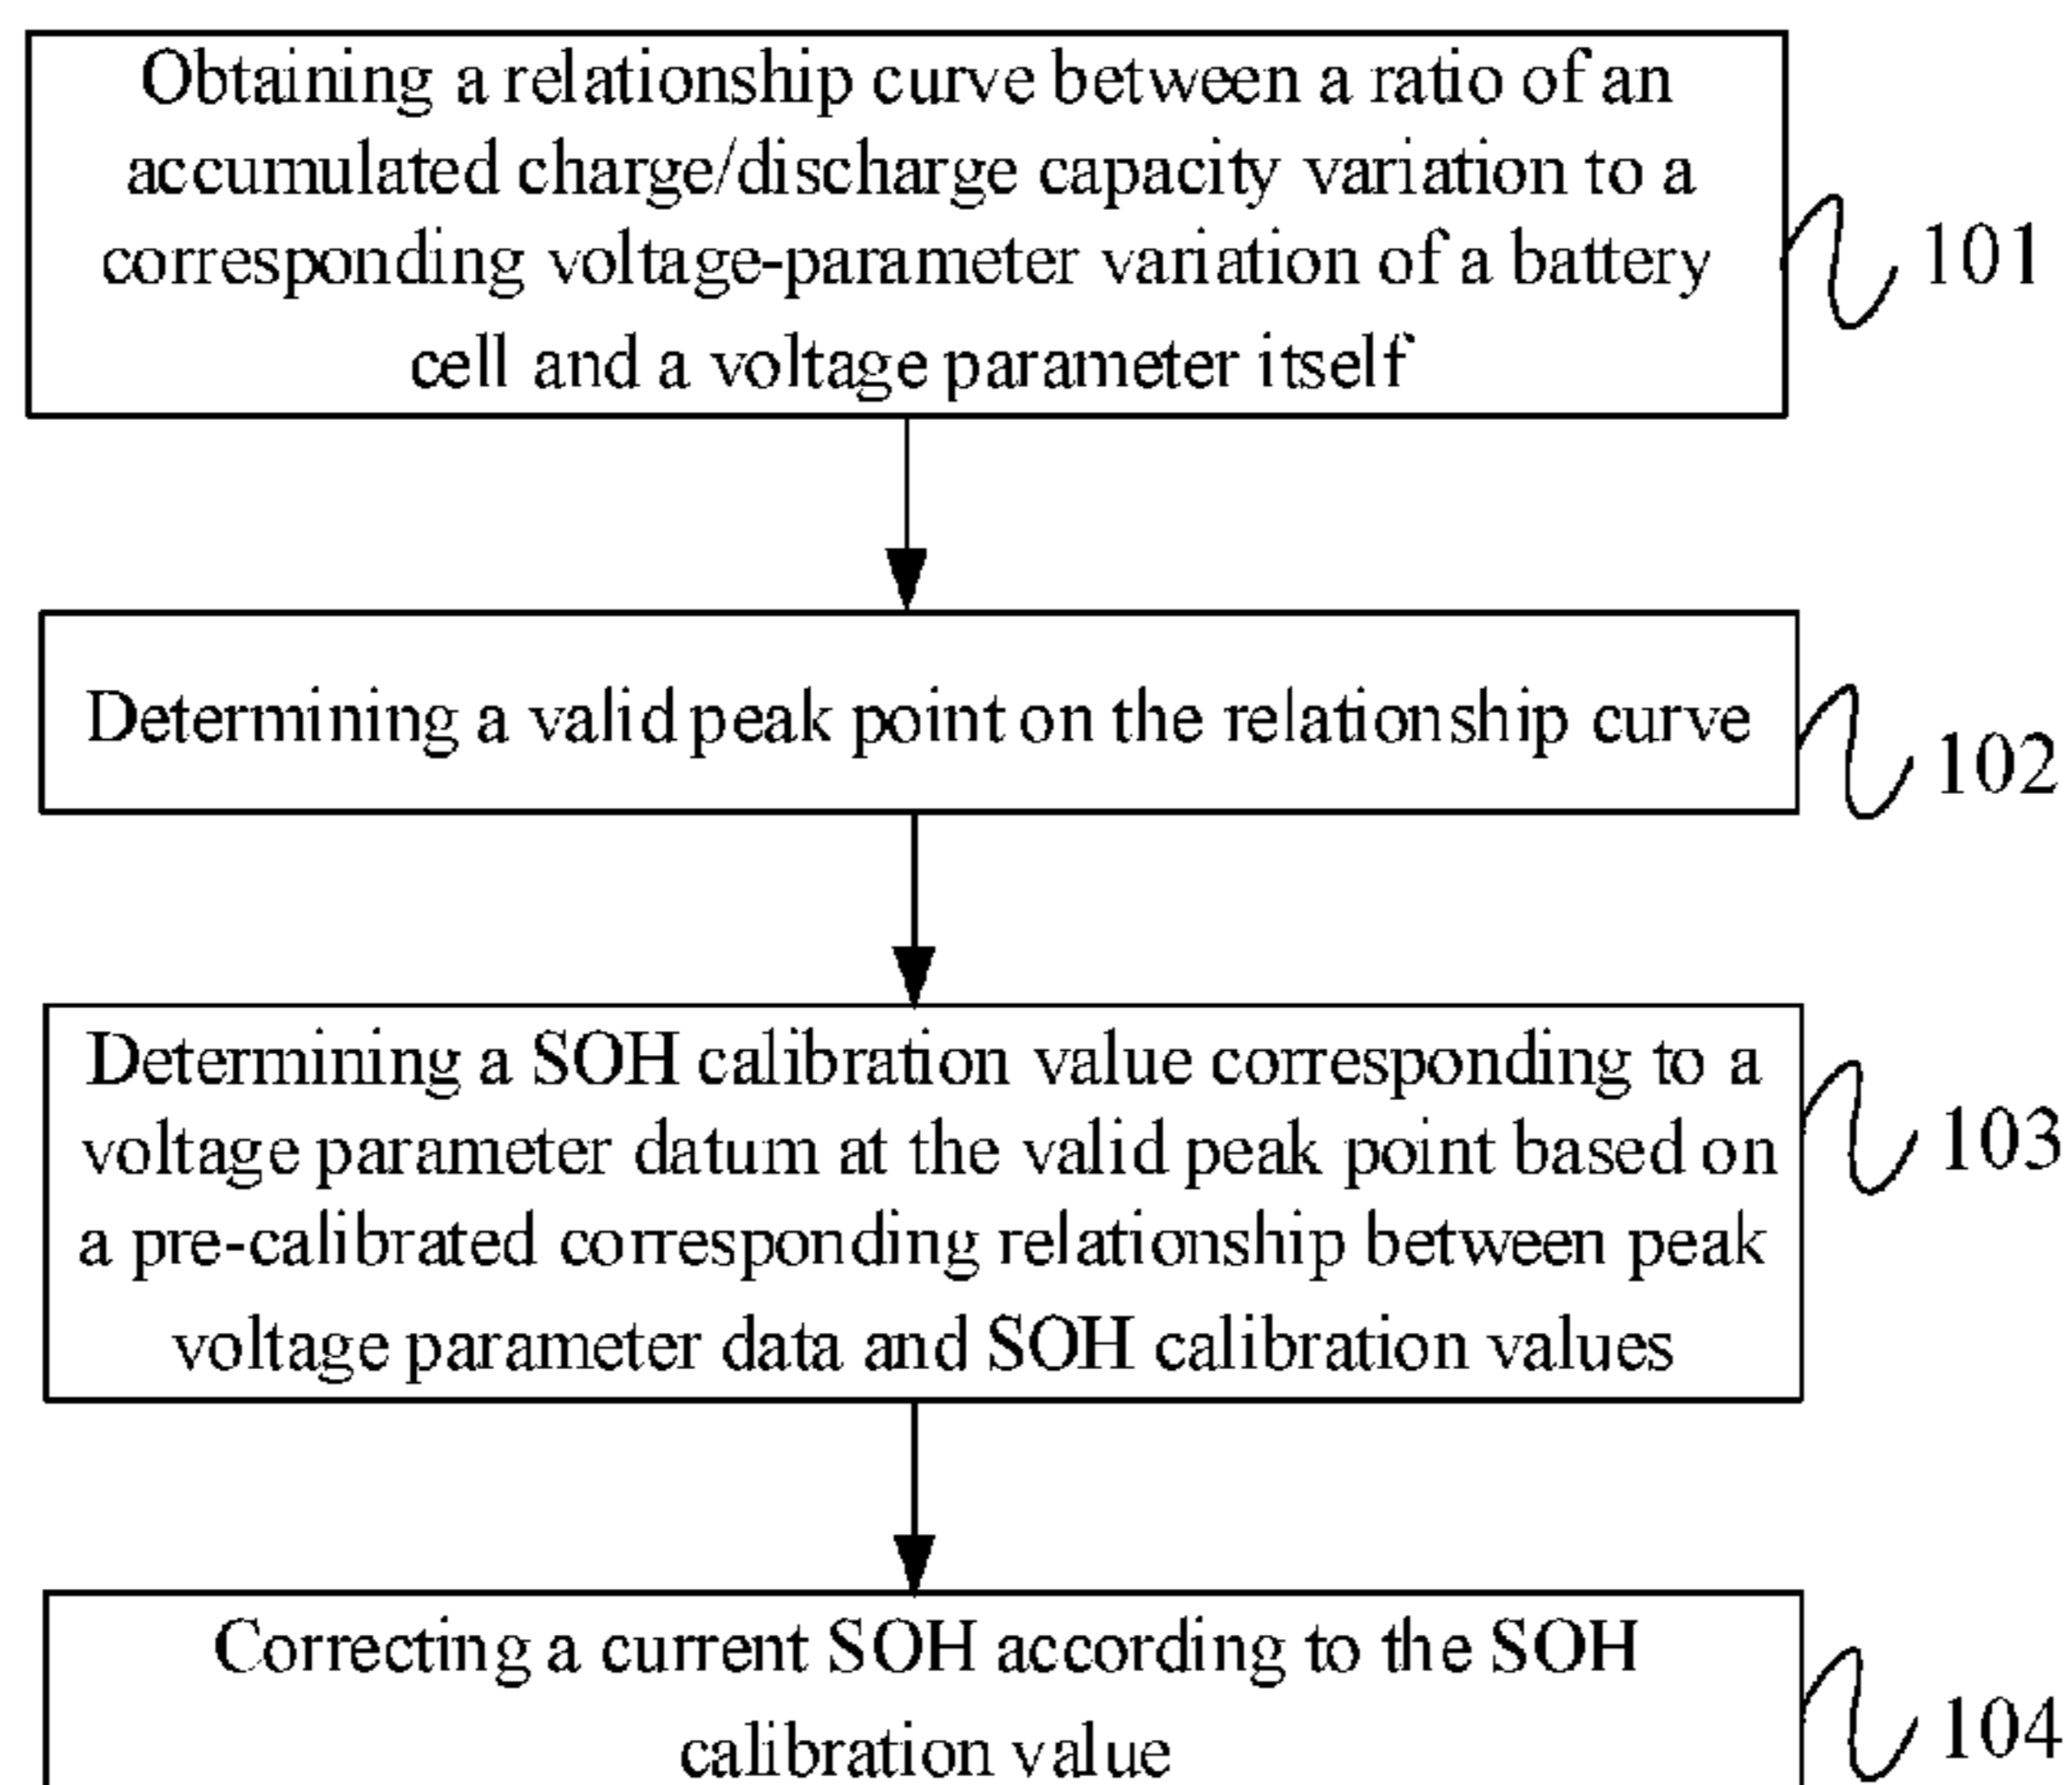 Obtaining a relationship curve between a ratio of an
accumulated charge/discharge capacity variation to a
corresponding voltage-parameter variation of a battery
cell and a voltage parameter itself
101
Determining a valid peak point on the relationship curve
102
Determining a SOH calibration value corresponding to a
voltage parameter datum at the valid peak point based on
a pre-calibrated corresponding relationship between peak
voltage parameter data and SOH calibration values
103
Correcting a current SOH according to the SOH
calibration value
104